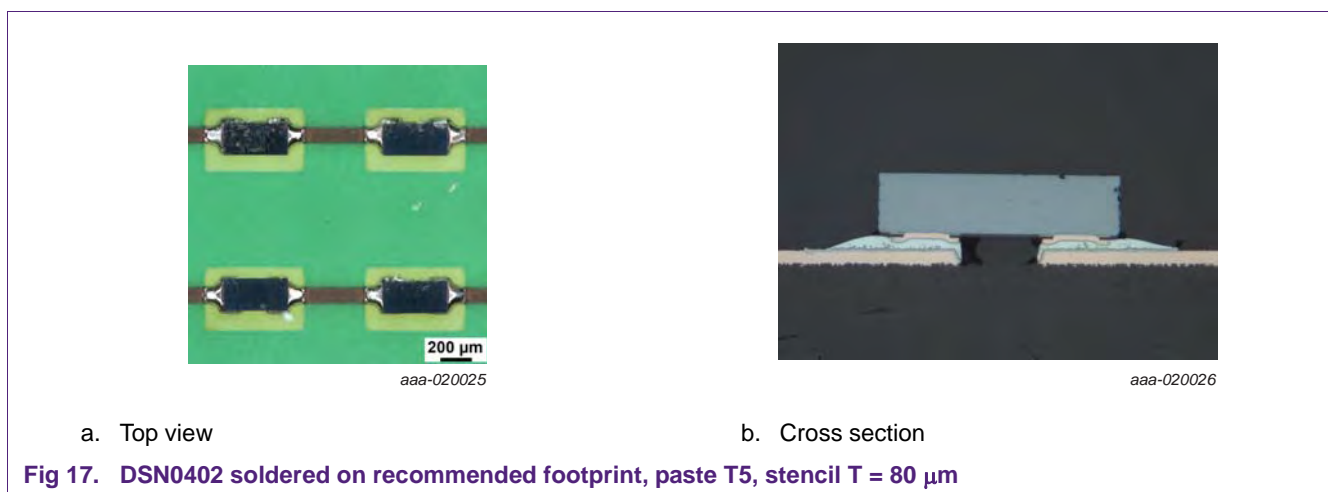 200 µm
aaa-020025
aaa-020026
a. Top view
b. Cross section
Fig 17. DSN0402 soldered on recommended footprint, paste T5, stencil T = 80 µm